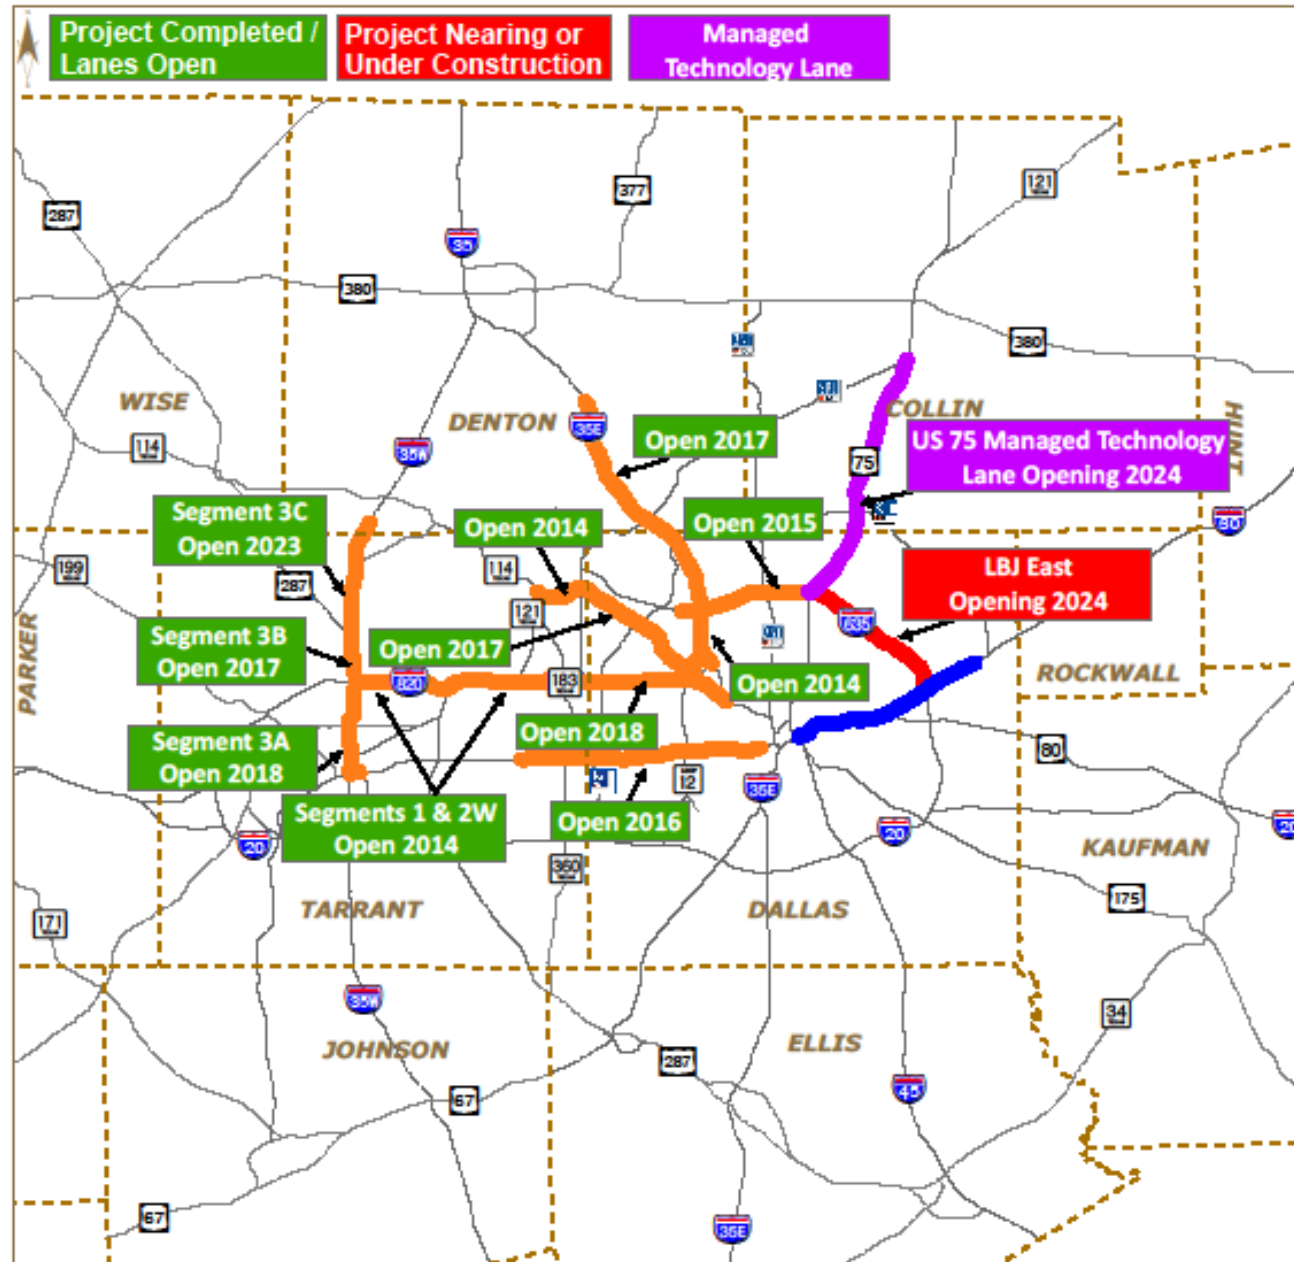 Project Completed /
Lanes Open
Project Nearing or
Under Construction
Managed
Technology Lane
121
377
287
35
380
380
WISE
DENTON
COLLIN
HUNT
35E
Open 2017
114
35W
75
US 75 Managed Technology
Lane Opening 2024
Segment 3C
Open 2023
Open 2014
Open 2015
199
287
114
121
LBJ East
Opening 2024
635
PARKER
Segment 3B
Open 2017
Open 2017
820
183
Open 2014
ROCKWALL
Segment 3A
Open 2018
Open 2018
80
12
35E
Segments 1 & 2W
Open 2014
Open 2016
20
20
20
KAUFMAN
360
175
171
TARRANT
DALLAS
35W
34
JOHNSON
ELLIS
287
45
67
67
35E